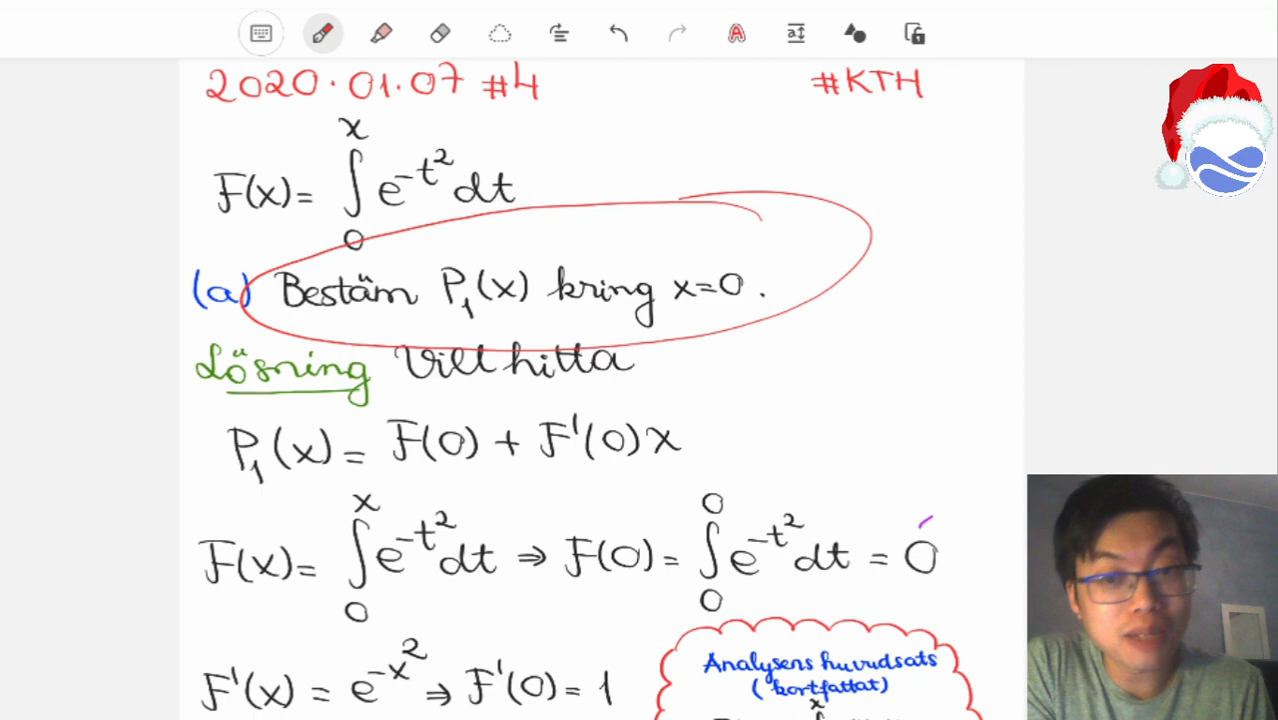 2020.01.07 #4 #KTH
F(x) = ∫₀ˣ e^{-t²} dt
(a) Bestäm P₁(x) kring x=0.
Lösning Vill hitta
P₁(x) = F(0) + F'(0)x
F(x) = ∫₀ˣ e^{-t²} dt ⇒ F(0) = ∫₀⁰ e^{-t²} dt = 0
F'(x) = e^{-x²} ⇒ F'(0) = 1
Analysens huvudsats
(kortfattat)